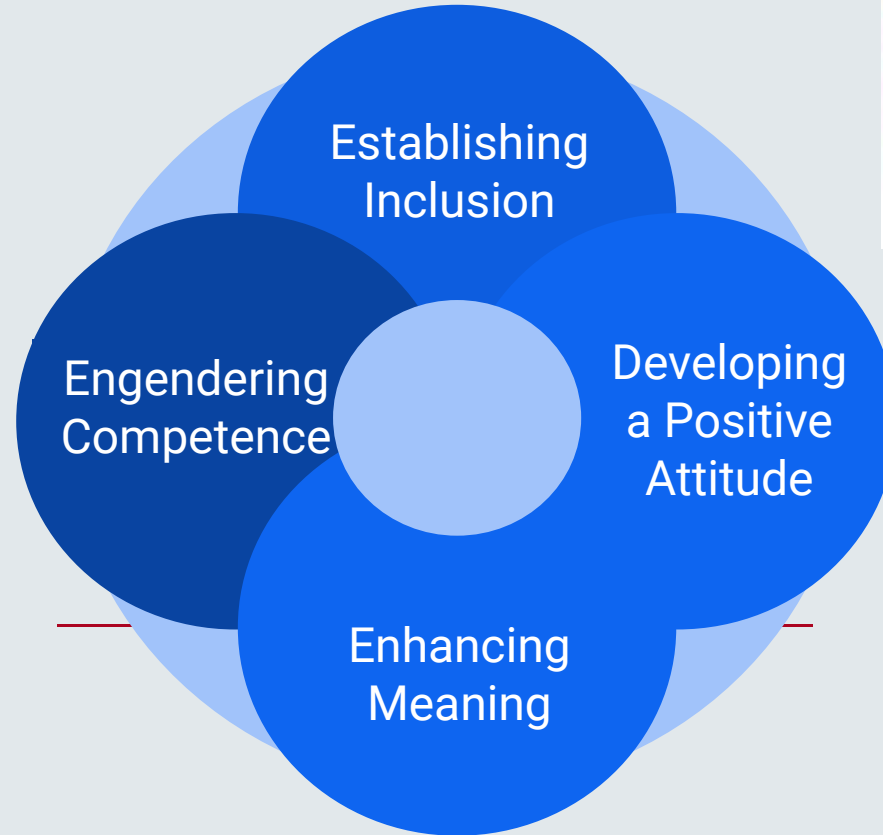 Establishing
Inclusion
Developing
a Positive
Attitude
Enhancing
Meaning
Engendering
Competence